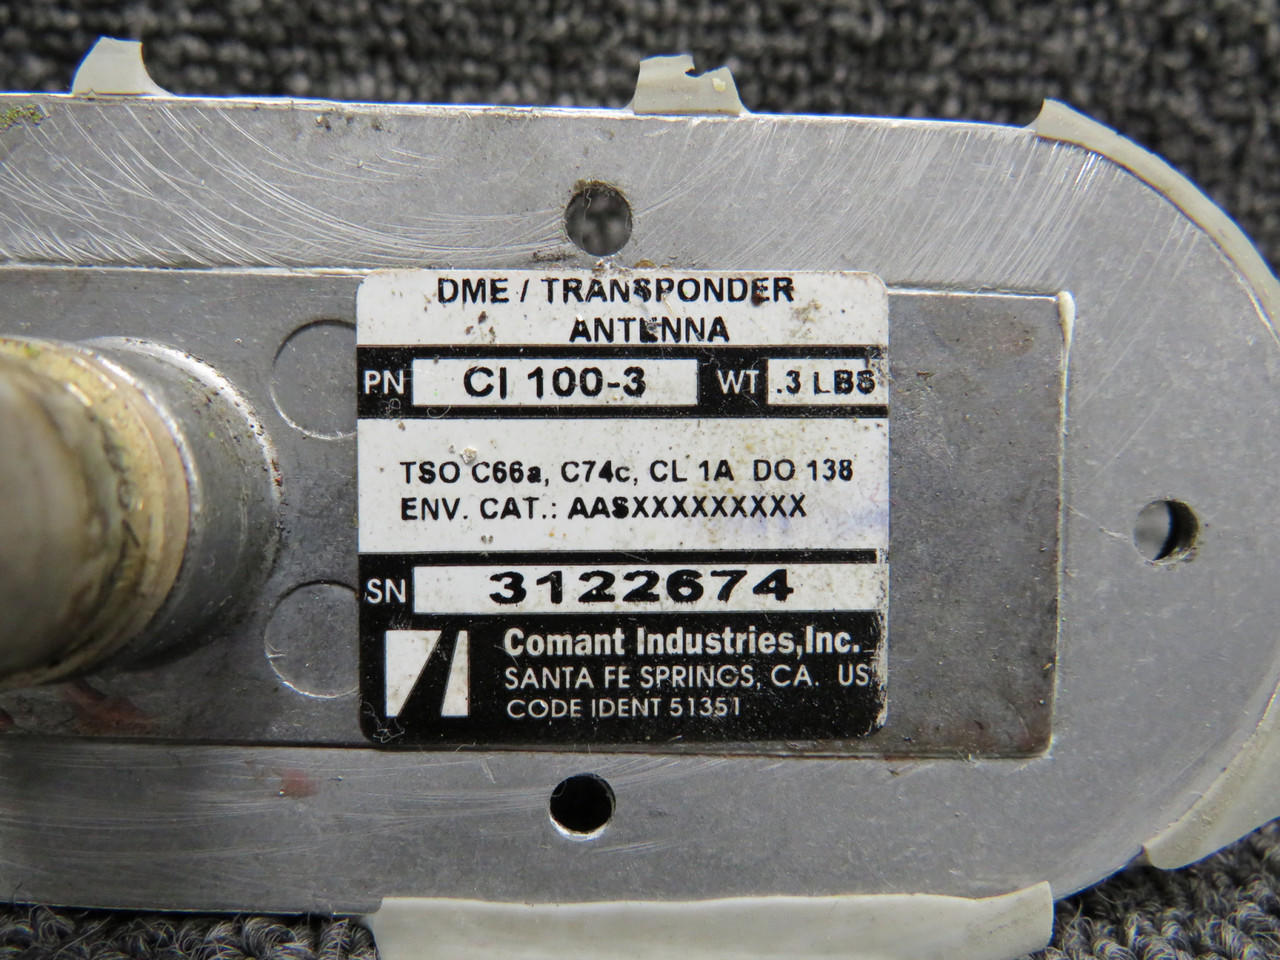 DME / TRANSPONDER
ANTENNA
PN CI 100-3 WT .3 LBS
TSO C66a, C74c, CL 1A DO 138
ENV. CAT.: AASXXXXXXXXX
SN 3122674
Comant Industries, Inc.
SANTA FE SPRINGS, CA. US
CODE IDENT 51351